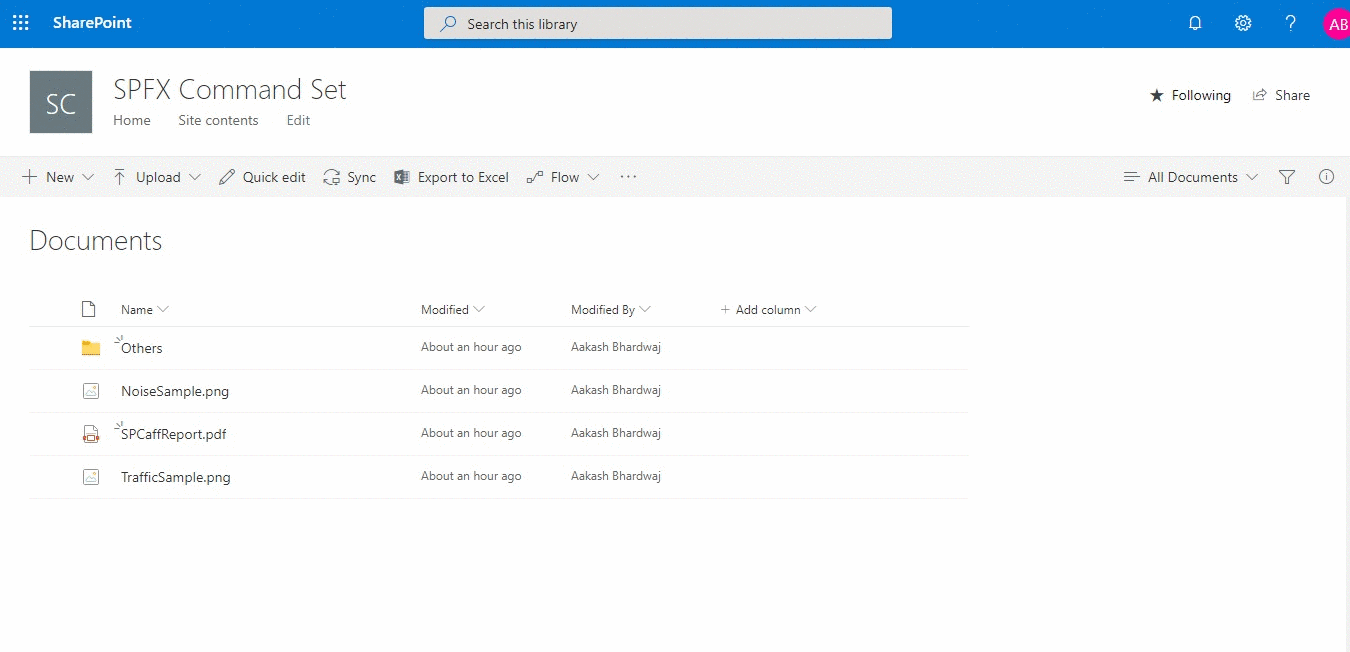 SharePoint Search this library AB
SC
SPFX Command Set
Home Site contents Edit
Following Share
New Upload Quick edit Sync Export to Excel Flow ... All Documents
Documents
Name Modified Modified By + Add column
Others About an hour ago Aakash Bhardwaj
NoiseSample.png About an hour ago Aakash Bhardwaj
SPCaffReport.pdf About an hour ago Aakash Bhardwaj
TrafficSample.png About an hour ago Aakash Bhardwaj